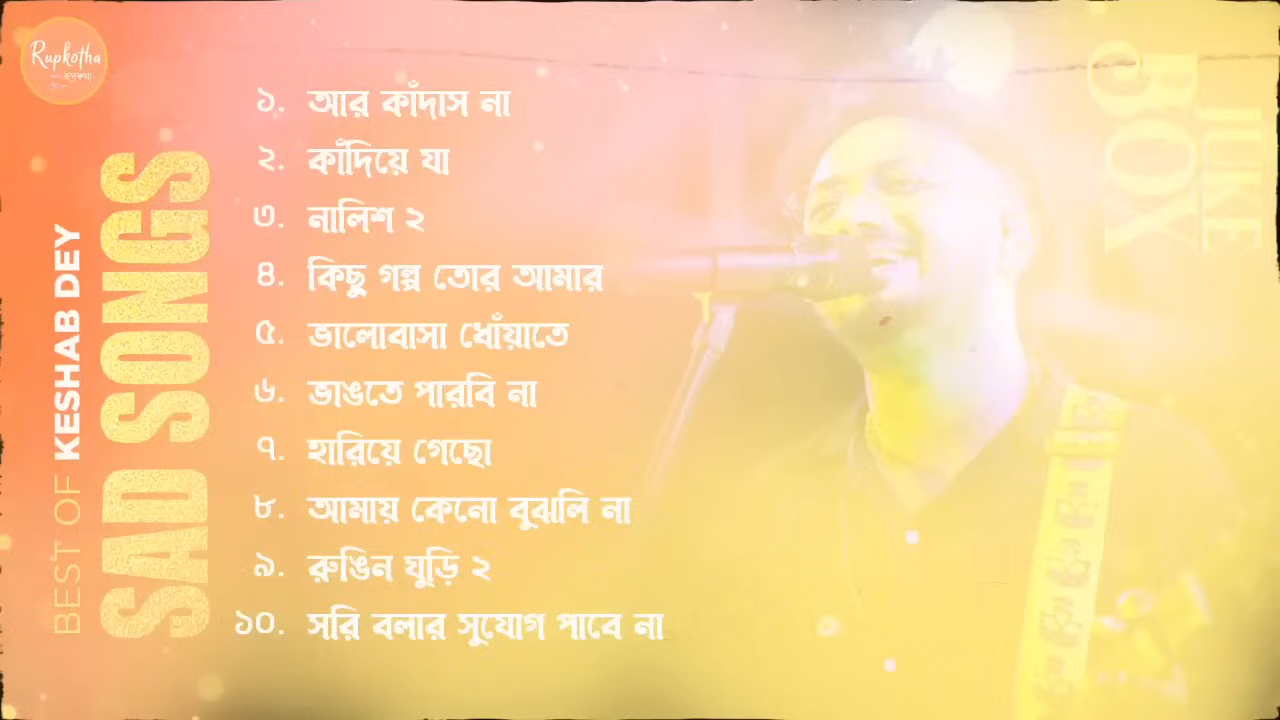 Rupkotha
রূপকথা
BEST OF KESHAB DEY
SAD SONGS
JUKE
BOX
১. আর কাঁদাস না
২. কাঁদিয়ে যা
৩. নালিশ ২
৪. কিছু গল্প তোর আমার
৫. ভালোবাসা ধোঁয়াতে
৬. ভাঙতে পারবি না
৭. হারিয়ে গেছো
৮. আমায় কেনো বুঝলি না
৯. রুঙিন ঘুড়ি ২
১০. সরি বলার সুযোগ পাবে না